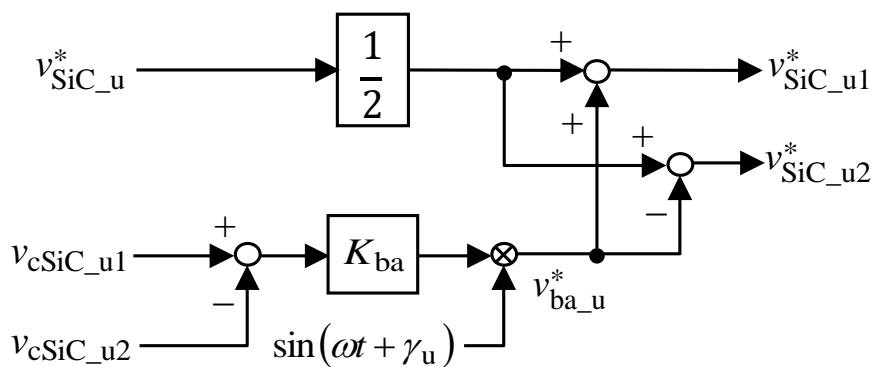 v*SiC_u 1/2 + v*SiC_u1
+ + v*SiC_u2
−
vcSiC_u1 + Kba
− v*ba_u
vcSiC_u2 sin(ωt + γu)